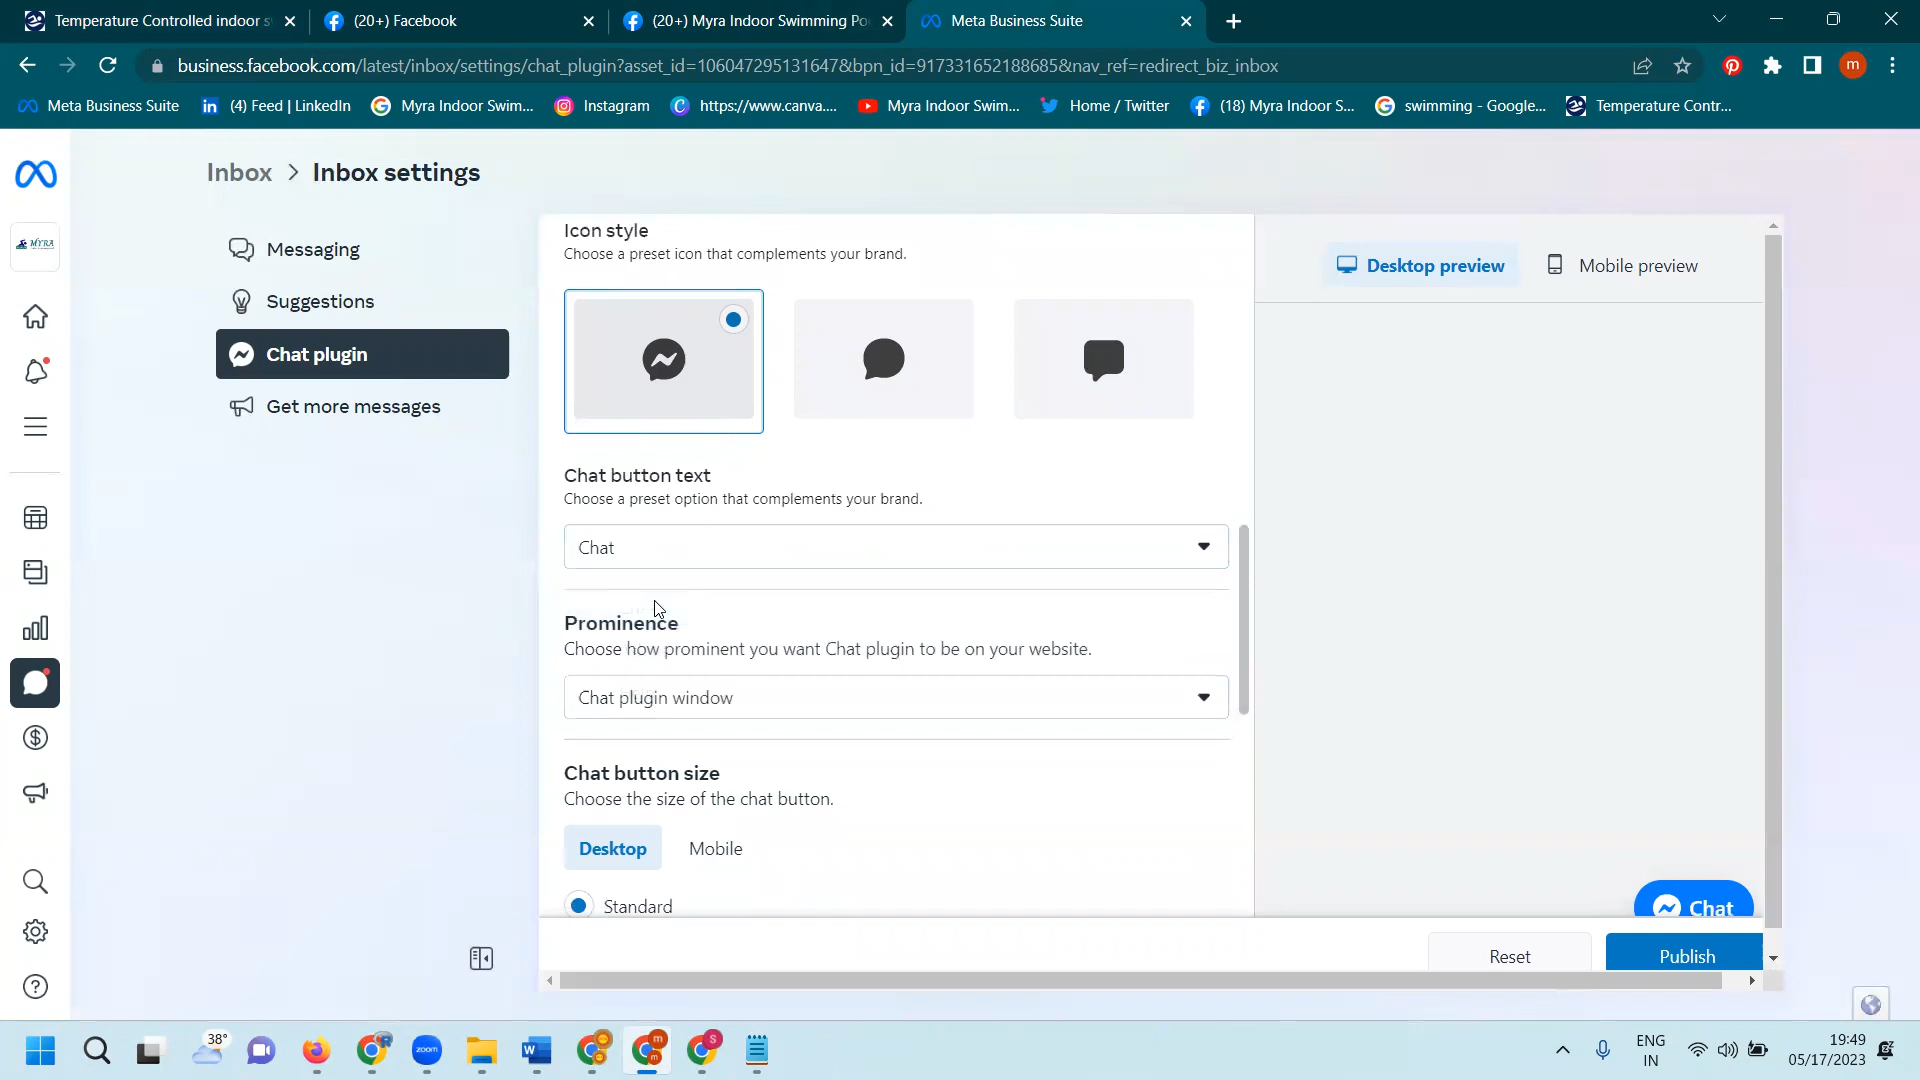 Temperature Controlled indoor s
(20+) Facebook
(20+) Myra Indoor Swimming Po
Meta Business Suite
business.facebook.com/latest/inbox/settings/chat_plugin?asset_id=106047295131647&bpn_id=917331652188685&nav_ref=redirect_biz_inbox
m
Meta Business Suite
(4) Feed | LinkedIn
Myra Indoor Swim...
Instagram
https://www.canva....
Myra Indoor Swim...
Home / Twitter
(18) Myra Indoor S...
swimming - Google...
Temperature Contr...
Inbox > Inbox settings
MYRA
Messaging
Suggestions
Chat plugin
Get more messages
Icon style
Choose a preset icon that complements your brand.
Desktop preview
Mobile preview
Chat button text
Choose a preset option that complements your brand.
Chat
Prominence
Choose how prominent you want Chat plugin to be on your website.
Chat plugin window
Chat button size
Choose the size of the chat button.
Desktop
Mobile
Standard
Chat
Reset
Publish
38°
zoom
ENG
IN
19:49
05/17/2023